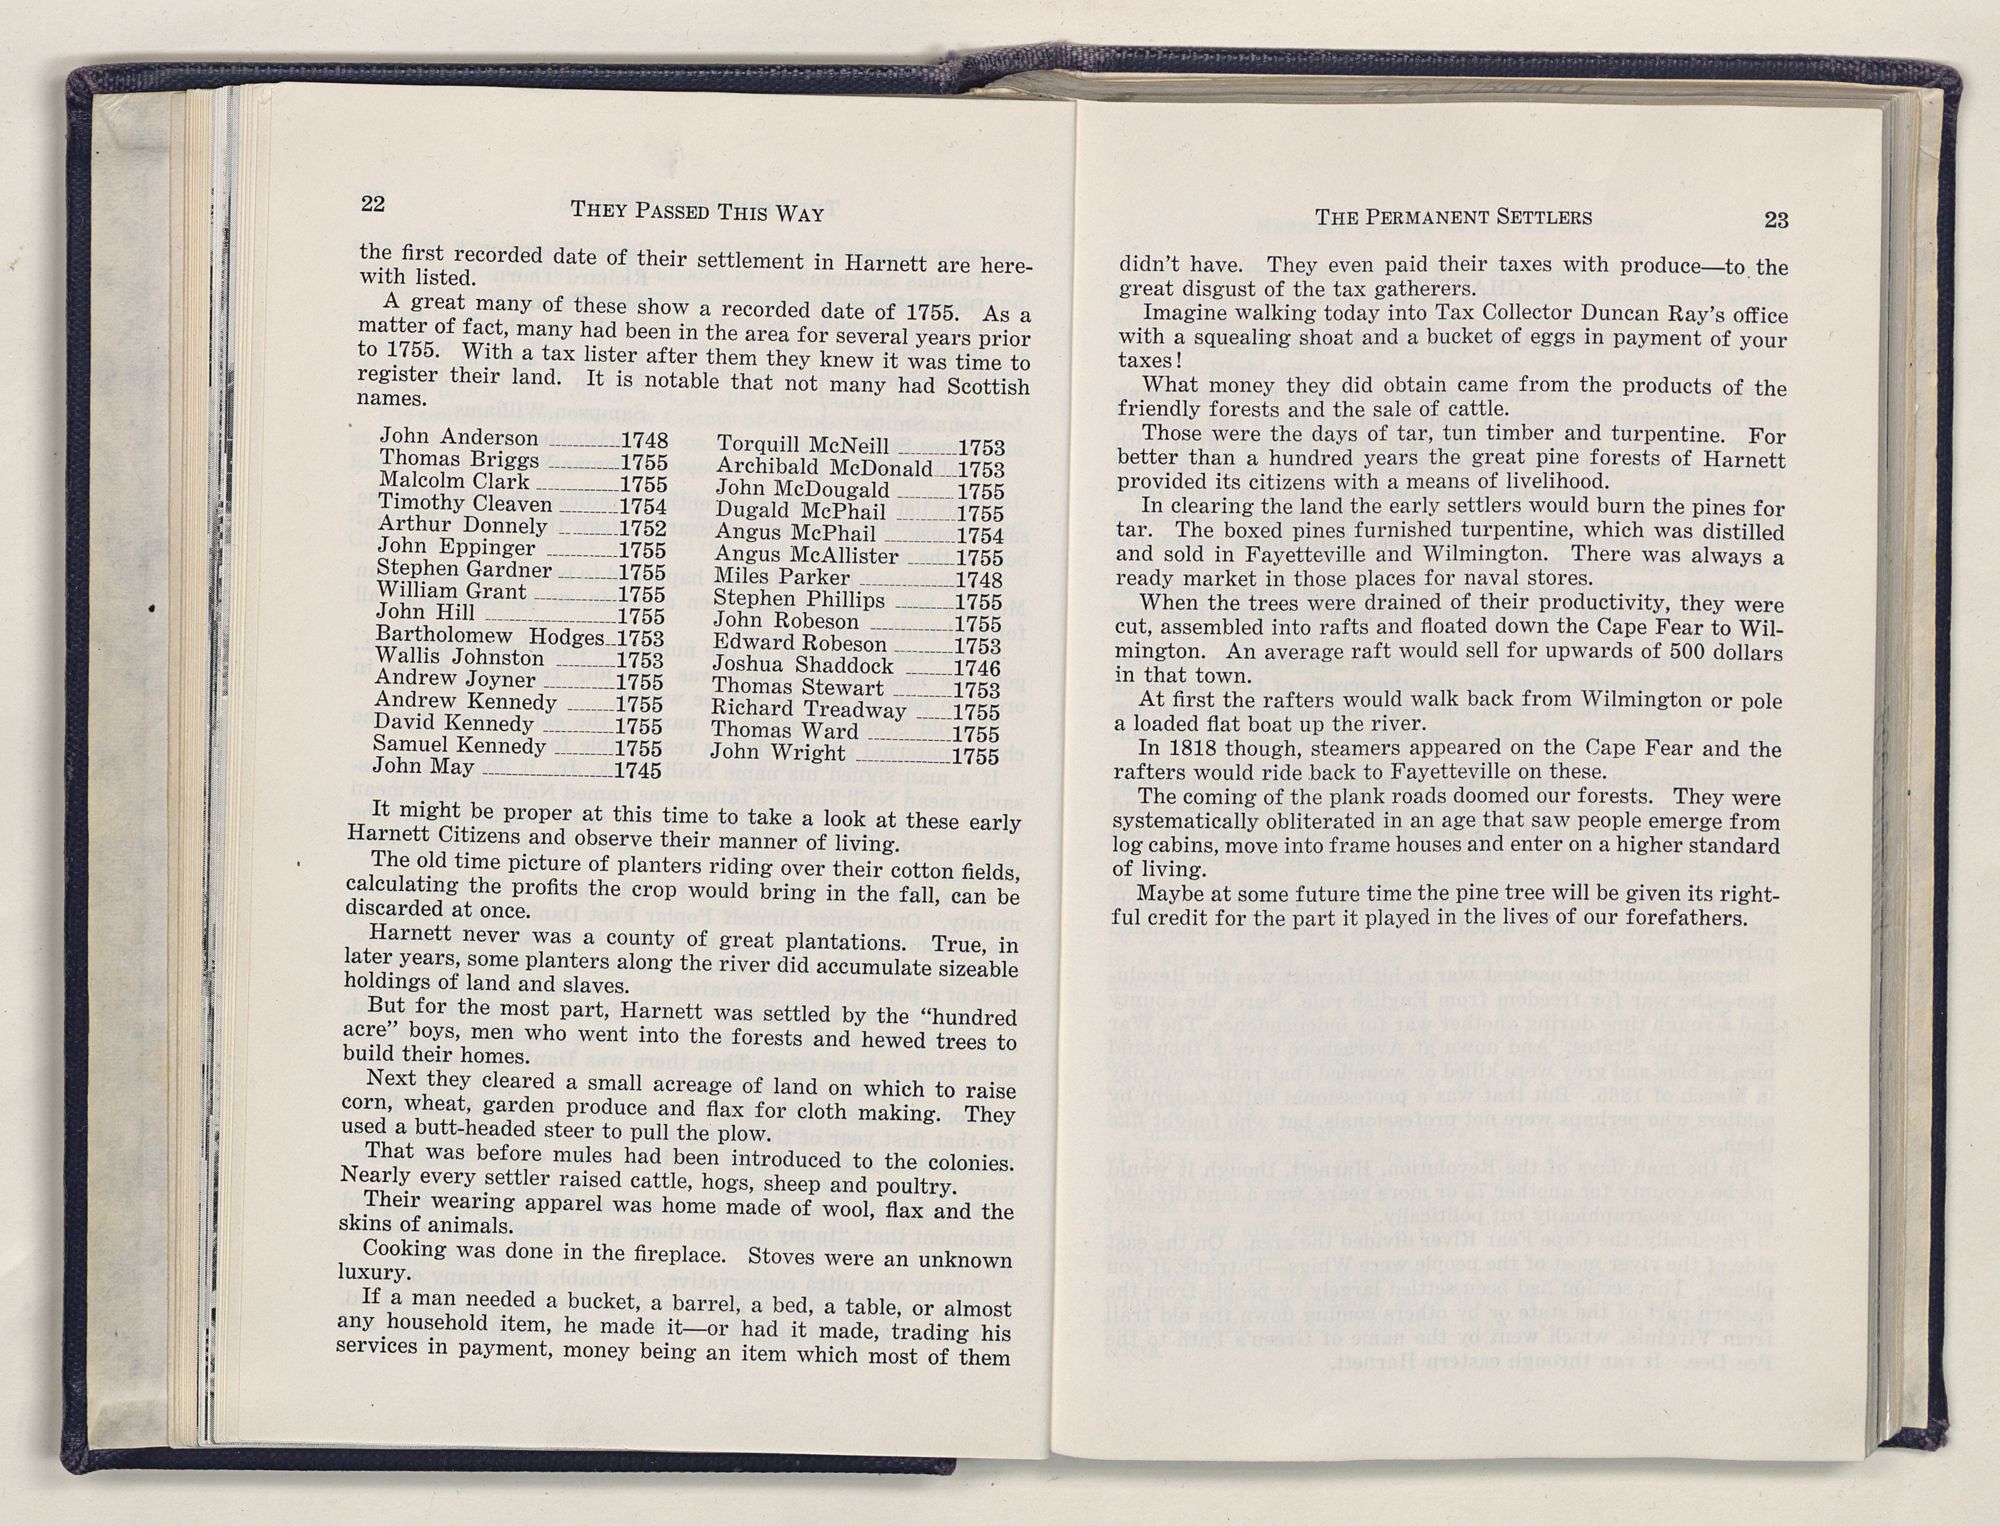 22
THEY PASSED THIS WAY
the first recorded date of their settlement in Harnett are here-
with listed.
A great many of these show a recorded date of 1755. As a
matter of fact, many had been in the area for several years prior
to 1755. With a tax lister after them they knew it was time to
register their land. It is notable that not many had Scottish
names.
John Anderson 1748
Thomas Briggs 1755
Malcolm Clark 1755
Timothy Cleaven 1754
Arthur Donnely 1752
John Eppinger 1755
Stephen Gardner 1755
William Grant 1755
John Hill 1755
Bartholomew Hodges 1753
Wallis Johnston 1753
Andrew Joyner 1755
Andrew Kennedy 1755
David Kennedy 1755
Samuel Kennedy 1755
John May 1745
Torquill McNeill 1753
Archibald McDonald 1753
John McDougald 1755
Dugald McPhail 1755
Angus McPhail 1754
Angus McAllister 1755
Miles Parker 1748
Stephen Phillips 1755
John Robeson 1755
Edward Robeson 1753
Joshua Shaddock 1746
Thomas Stewart 1753
Richard Treadway 1755
Thomas Ward 1755
John Wright 1755
It might be proper at this time to take a look at these early
Harnett Citizens and observe their manner of living.
The old time picture of planters riding over their cotton fields,
calculating the profits the crop would bring in the fall, can be
discarded at once.
Harnett never was a county of great plantations. True, in
later years, some planters along the river did accumulate sizeable
holdings of land and slaves.
But for the most part, Harnett was settled by the “hundred
acre” boys, men who went into the forests and hewed trees to
build their homes.
Next they cleared a small acreage of land on which to raise
corn, wheat, garden produce and flax for cloth making. They
used a butt-headed steer to pull the plow.
That was before mules had been introduced to the colonies.
Nearly every settler raised cattle, hogs, sheep and poultry.
Their wearing apparel was home made of wool, flax and the
skins of animals.
Cooking was done in the fireplace. Stoves were an unknown
luxury.
If a man needed a bucket, a barrel, a bed, a table, or almost
any household item, he made it—or had it made, trading his
services in payment, money being an item which most of them
THE PERMANENT SETTLERS
23
didn’t have. They even paid their taxes with produce—to the
great disgust of the tax gatherers.
Imagine walking today into Tax Collector Duncan Ray’s office
with a squealing shoat and a bucket of eggs in payment of your
taxes!
What money they did obtain came from the products of the
friendly forests and the sale of cattle.
Those were the days of tar, tun timber and turpentine. For
better than a hundred years the great pine forests of Harnett
provided its citizens with a means of livelihood.
In clearing the land the early settlers would burn the pines for
tar. The boxed pines furnished turpentine, which was distilled
and sold in Fayetteville and Wilmington. There was always a
ready market in those places for naval stores.
When the trees were drained of their productivity, they were
cut, assembled into rafts and floated down the Cape Fear to Wil-
mington. An average raft would sell for upwards of 500 dollars
in that town.
At first the rafters would walk back from Wilmington or pole
a loaded flat boat up the river.
In 1818 though, steamers appeared on the Cape Fear and the
rafters would ride back to Fayetteville on these.
The coming of the plank roads doomed our forests. They were
systematically obliterated in an age that saw people emerge from
log cabins, move into frame houses and enter on a higher standard
of living.
Maybe at some future time the pine tree will be given its right-
ful credit for the part it played in the lives of our forefathers.